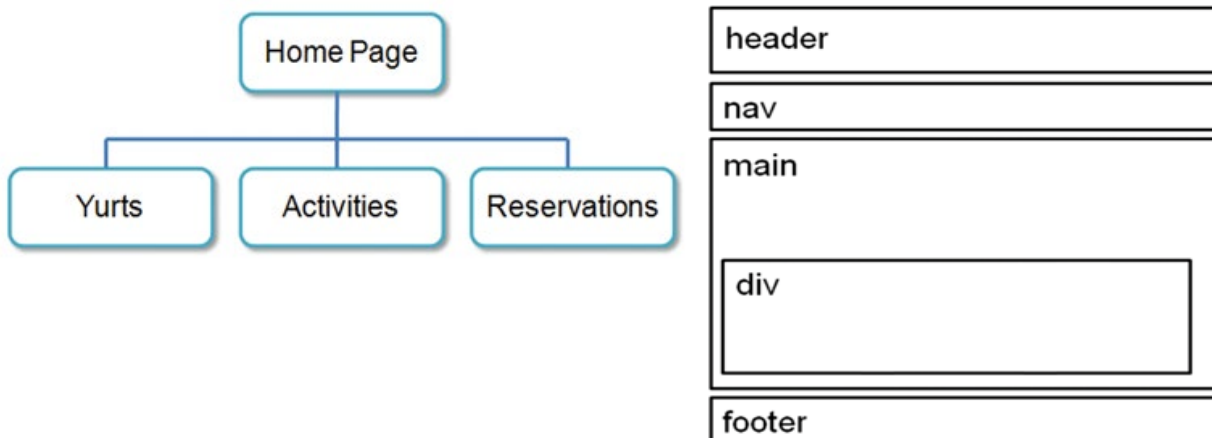 Home Page
Yurts
Activities
Reservations
header
nav
main
div
footer